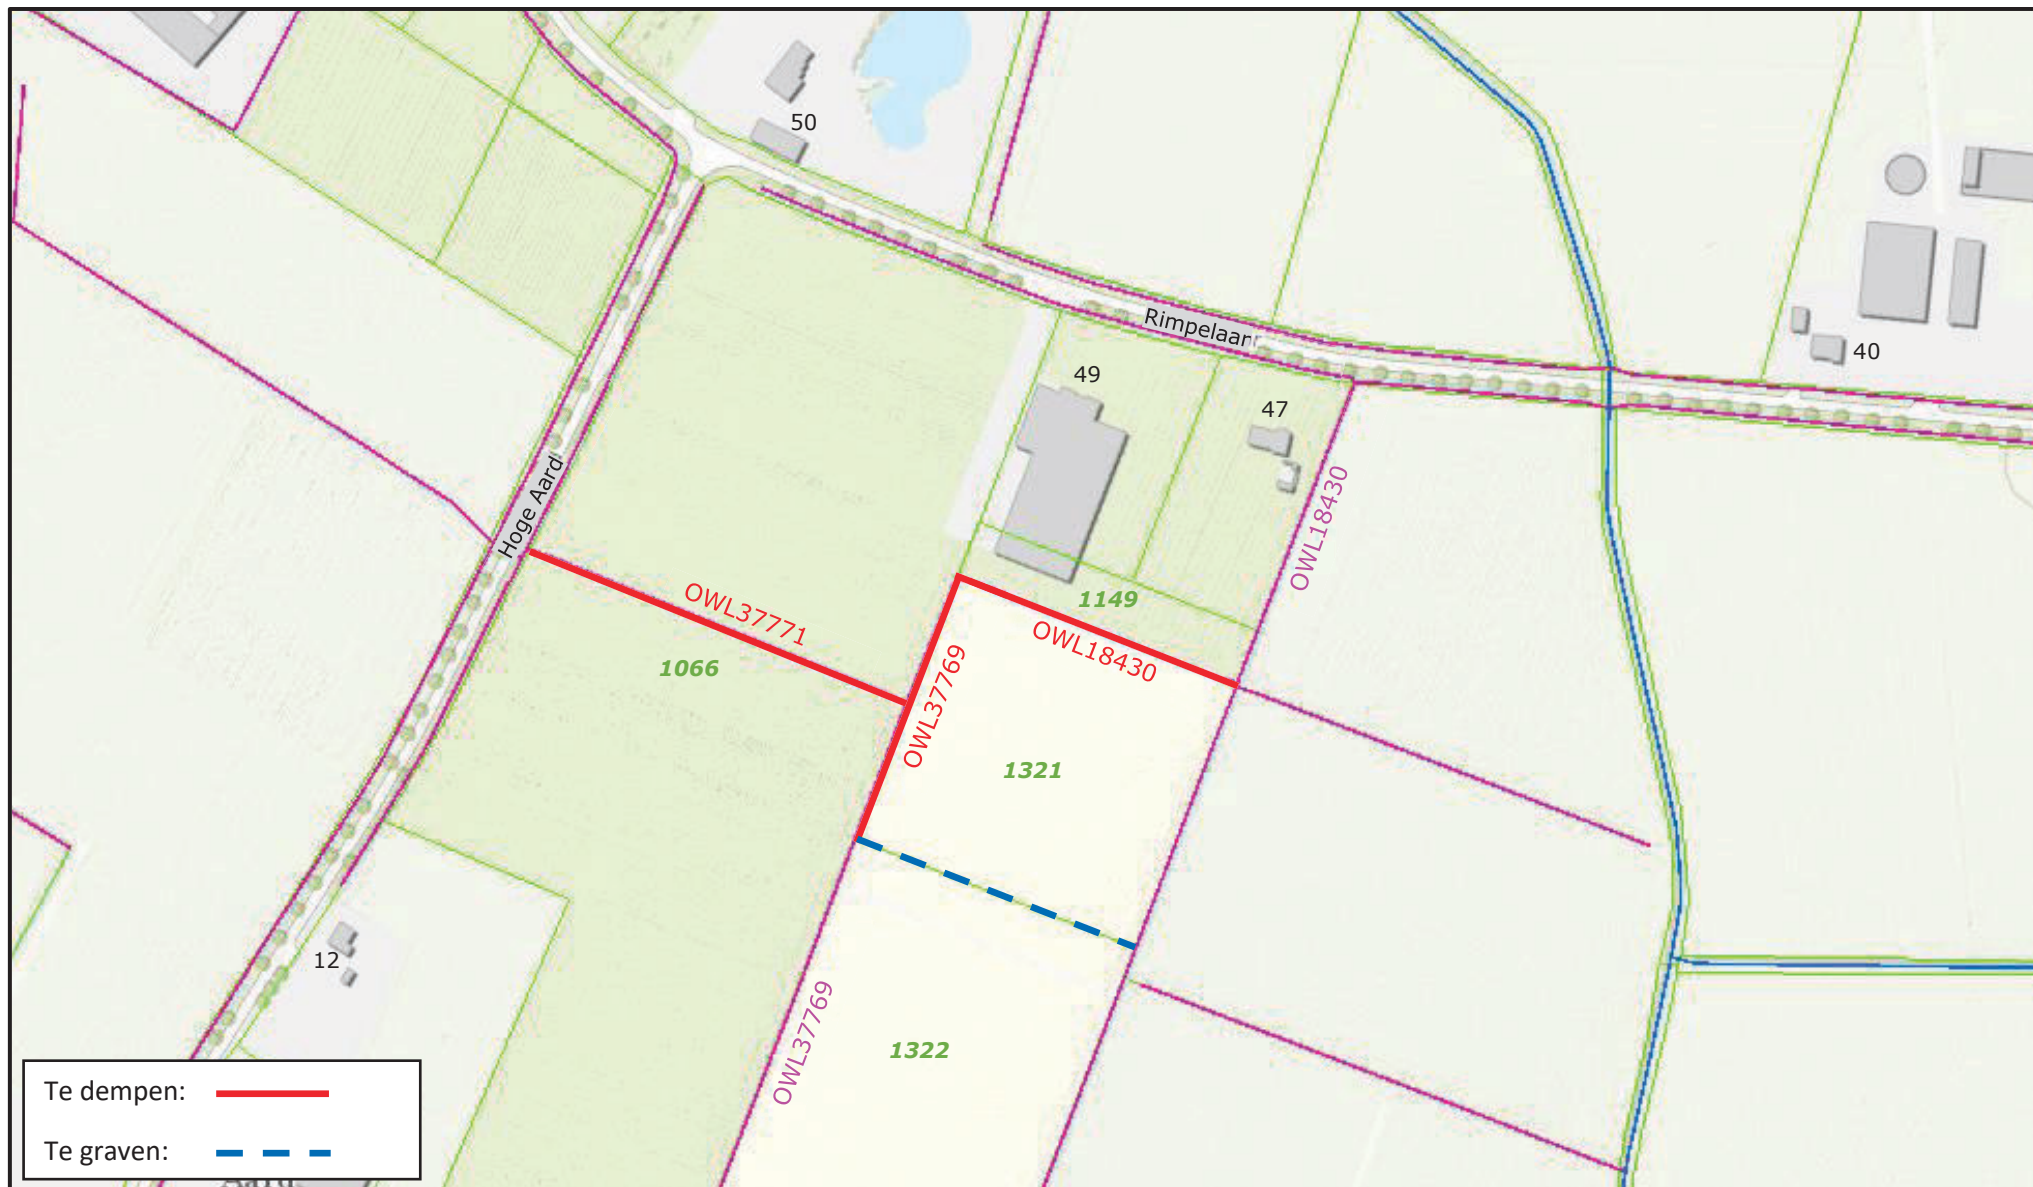 50
Rimpelaan
40
49
47
Hoge Aard
OWL18430
OWL37771
1149
OWL18430
1066
OWL37769
1321
12
OWL37769
1322
Te dempen:
Te graven: